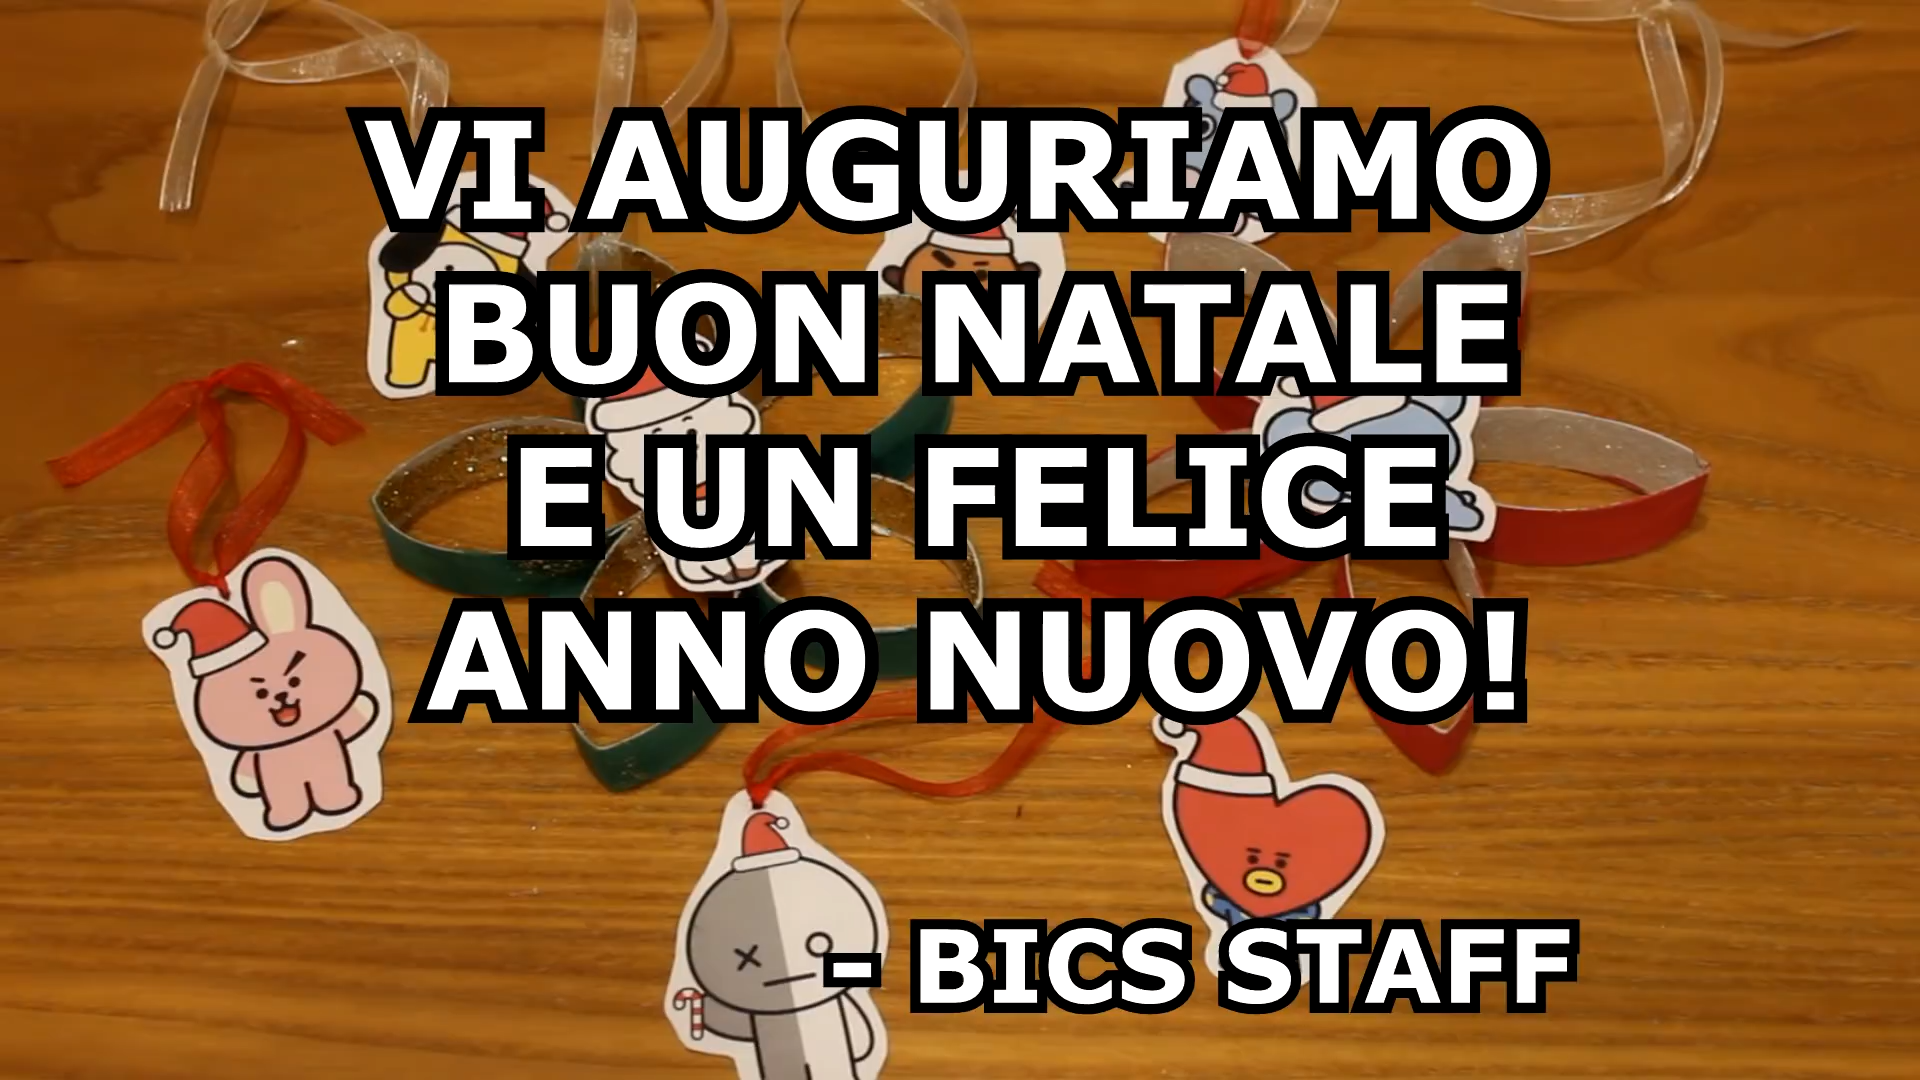 VI AUGURIAMO
BUON NATALE
E UN FELICE
ANNO NUOVO!
- BICS STAFF